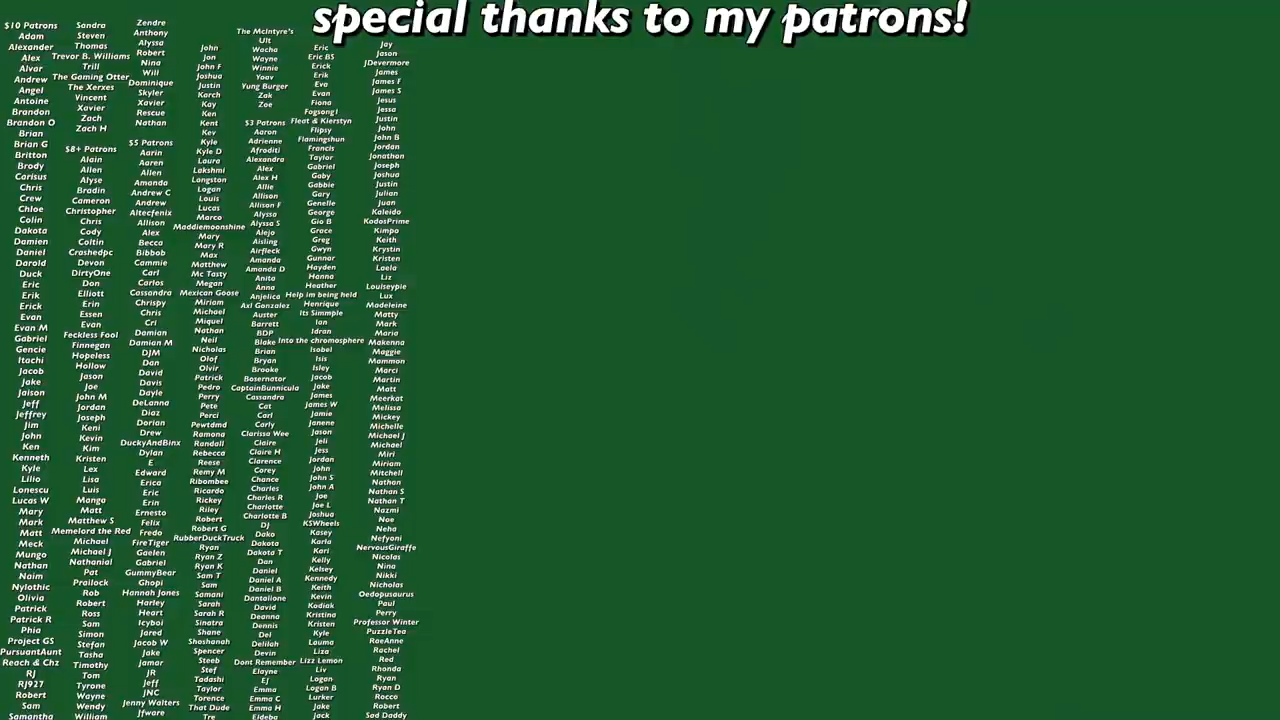 special thanks to my patrons!
$10 Patrons
Adam
Alexander
Alex
Alvar
Andrew
Angel
Antoine
Brandon
Brandon O
Brian
Brian G
Britton
Brody
Carisus
Chris
Crew
Chloe
Colin
Dakota
Damien
Daniel
Darold
Duck
Eric
Erik
Erick
Evan
Evan M
Gabriel
Gencie
Itachi
Jacob
Jake
Jaison
Jeff
Jeffrey
Jim
John
Ken
Kenneth
Kyle
Lilio
Lonescu
Lucas W
Mary
Mark
Matt
Meck
Mungo
Nathan
Naim
Nylothic
Olivia
Patrick
Patrick R
Phia
Project GS
PursuantAunt
Reach & Chz
RJ
RJ927
Robert
Sam
Samantha
Sandra
Steven
Thomas
Trevor B. Williams
Trill
The Gaming Otter
The Xerxes
Vincent
Xavier
Zach
Zach H
$8+ Patrons
Alain
Allen
Alyse
Bradin
Cameron
Christopher
Chris
Cody
Coltin
Crashedpc
Devon
DirtyOne
Don
Elliott
Erin
Essen
Evan
Feckless Fool
Finnegan
Hopeless
Hollow
Jason
Joe
John M
Jordan
Joseph
Keni
Kevin
Kim
Kristen
Lex
Lisa
Luis
Manga
Matt
Matthew S
Memelord the Red
Michael
Michael J
Nathanial
Pat
Prallock
Rob
Robert
Ross
Sam
Simon
Stefan
Tasha
Timothy
Tom
Tyrone
Wayne
Wendy
William
Zendre
Anthony
Alyssa
Robert
Nina
Will
Dominique
Skyler
Xavier
Rescue
Nathan
$5 Patrons
Aarin
Aaren
Allen
Amanda
Andrew C
Andrew
Altecfenix
Allison
Alex
Becca
Bibbob
Cammie
Carl
Carlos
Cassandra
Chrispy
Chris
Cri
Damian
Damian M
DJM
Dan
David
Davis
Dayle
DeLanna
Diaz
Dorian
Drew
DuckyAndBinx
Dylan
E
Edward
Erica
Eric
Erin
Ernesto
Felix
Fredo
FireTiger
Gaelen
Gabriel
GummyBear
Ghopi
Hannah Jones
Harley
Heart
Icyboi
Jared
Jacob W
Jake
Jamar
JR
Jeff
JNC
Jenny Walters
Jfware
John
Jon
John F
Joshua
Justin
Karch
Kay
Ken
Kent
Kev
Kyle
Kyle D
Laura
Lakshmi
Langston
Logan
Louis
Lucas
Marco
Maddiemoonshine
Mary
Mary R
Max
Matthew
Mc Tasty
Megan
Mexican Goose
Miriam
Michael
Miquel
Nathan
Neil
Nicholas
Olof
Olvir
Patrick
Pedro
Perry
Pete
Perci
Pewtdmd
Ramona
Randall
Rebecca
Reese
Remy M
Ribombee
Ricardo
Rickey
Riley
Robert
Robert G
RubberDuckTruck
Ryan
Ryan Z
Ryan K
Sam T
Sam
Samani
Sarah
Sarah R
Sinatra
Shane
Shoshanah
Spencer
Steeb
Stef
Tadashi
Taylor
Torence
That Dude
Tre
The McIntyre's
Ult
Wacha
Wayne
Winnie
Yoav
Yung Burger
Zak
Zoe
$3 Patrons
Aaron
Adrienne
Afroditi
Alexandra
Alex
Alex H
Allie
Allison
Allison F
Alyssa
Alyssa S
Alejo
Aisling
Airfleck
Amanda
Amanda D
Anita
Anna
Anjelica
Axl Gonzalez
Auster
Barrett
BDP
Blake
Brian
Bryan
Brooke
Bosernator
CaptainBunnicula
Cassandra
Cat
Carl
Carly
Clarissa Wee
Claire
Claire H
Clarence
Corey
Chance
Charles
Charles R
Charlotte
Charlotte B
DJ
Dako
Dakota
Dakota T
Dan
Daniel
Daniel A
Daniel B
Dantalione
David
Deanna
Dennis
Del
Delilah
Devin
Dont Remember
Elayne
EJ
Emma
Emma C
Emma H
Eldeba
Eric
Eric BS
Erick
Erik
Eva
Evan
Fiona
Fogsong1
Fleat & Kierstyn
Flipsy
Flamingshun
Francis
Taylor
Gabriel
Gaby
Gabbie
Gary
Genelle
George
Gio B
Grace
Greg
Gwyn
Gunnar
Hayden
Hanna
Heather
Help im being held
Henrique
Its Simmple
Ian
Idran
Into the chromosphere
Isobel
Isis
Isley
Jacob
Jake
James
James W
Jamie
Janene
Jason
Jeli
Jess
Jordan
John
John S
John A
Joe
Joe L
Joshua
KSWheels
Kasey
Karla
Kari
Kelly
Kelsey
Kennedy
Keith
Kevin
Kodiak
Kristina
Kristin
Kyle
Lauma
Liza
Lizz Lemon
Liv
Logan
Logan B
Lurker
Jake
Jack
Jay
Jason
JDevermore
James
James F
James S
Jesus
Jessa
Justin
John
John B
Jordan
Jonathan
Joseph
Joshua
Justin
Julian
Juan
Kaleido
KodosPrime
Kimpo
Keith
Krystin
Kristen
Laela
Liz
Louiseypie
Lux
Madeleine
Matty
Mark
Maria
Makenna
Maggie
Mammon
Marci
Martin
Matt
Meerkat
Melissa
Mickey
Michelle
Michael J
Michael
Miri
Miriam
Mitchell
Nathan
Nathan S
Nathan T
Nazmi
Noe
Neha
Nefyoni
NervousGiraffe
Nicolas
Nina
Nikki
Nicholas
Oedopusaurus
Paul
Perry
Professor Winter
PuzzleTea
RaeAnne
Rachel
Red
Rhonda
Ryan
Ryan D
Rocco
Robert
Sad Daddy